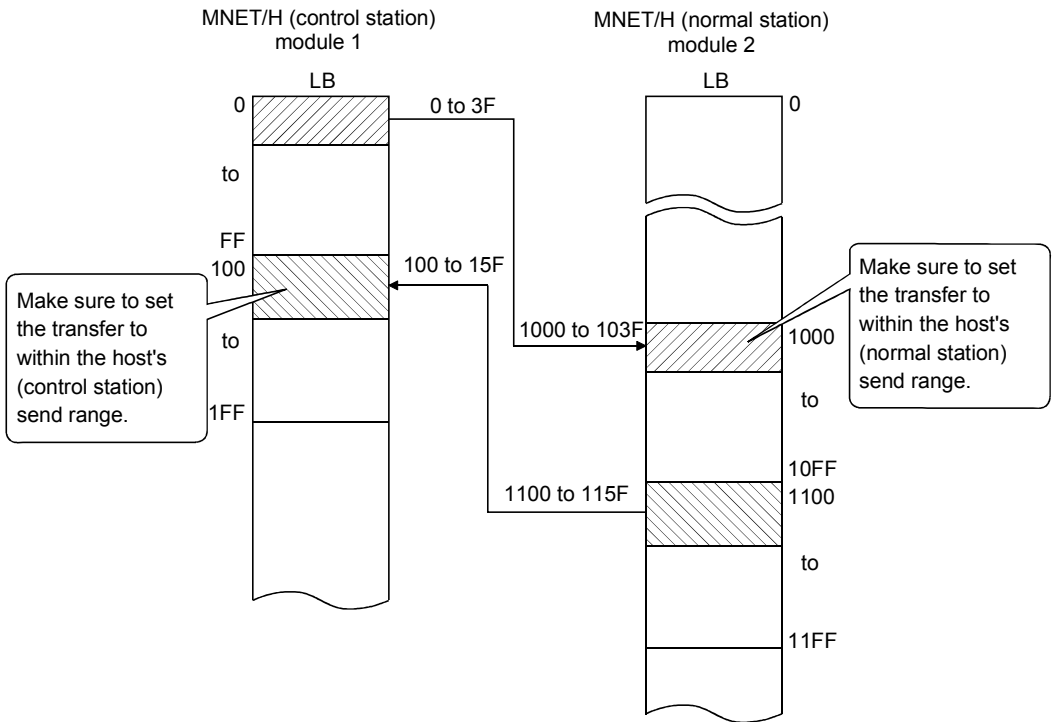 MNET/H (control station)
module 1
MNET/H (normal station)
module 2
LB
LB
0
0 to 3F
0
to
FF
100
100 to 15F
Make sure to set
the transfer to
within the host's
(control station)
send range.
Make sure to set
the transfer to
within the host's
(normal station)
send range.
to
1000 to 103F
1000
to
1FF
10FF
1100 to 115F
1100
to
11FF